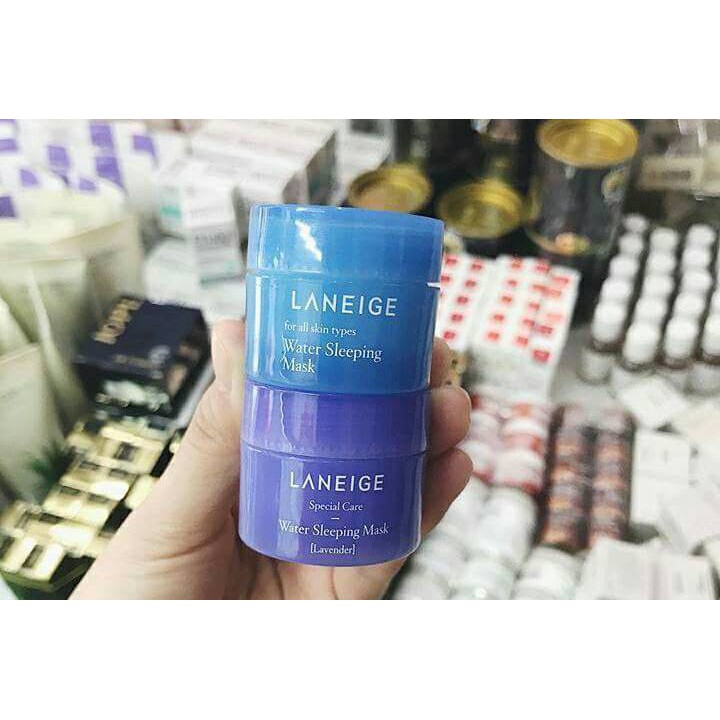 LANEIGE
for all skin types
Water Sleeping
Mask
LANEIGE
Special Care
Water Sleeping Mask
[Lavender]